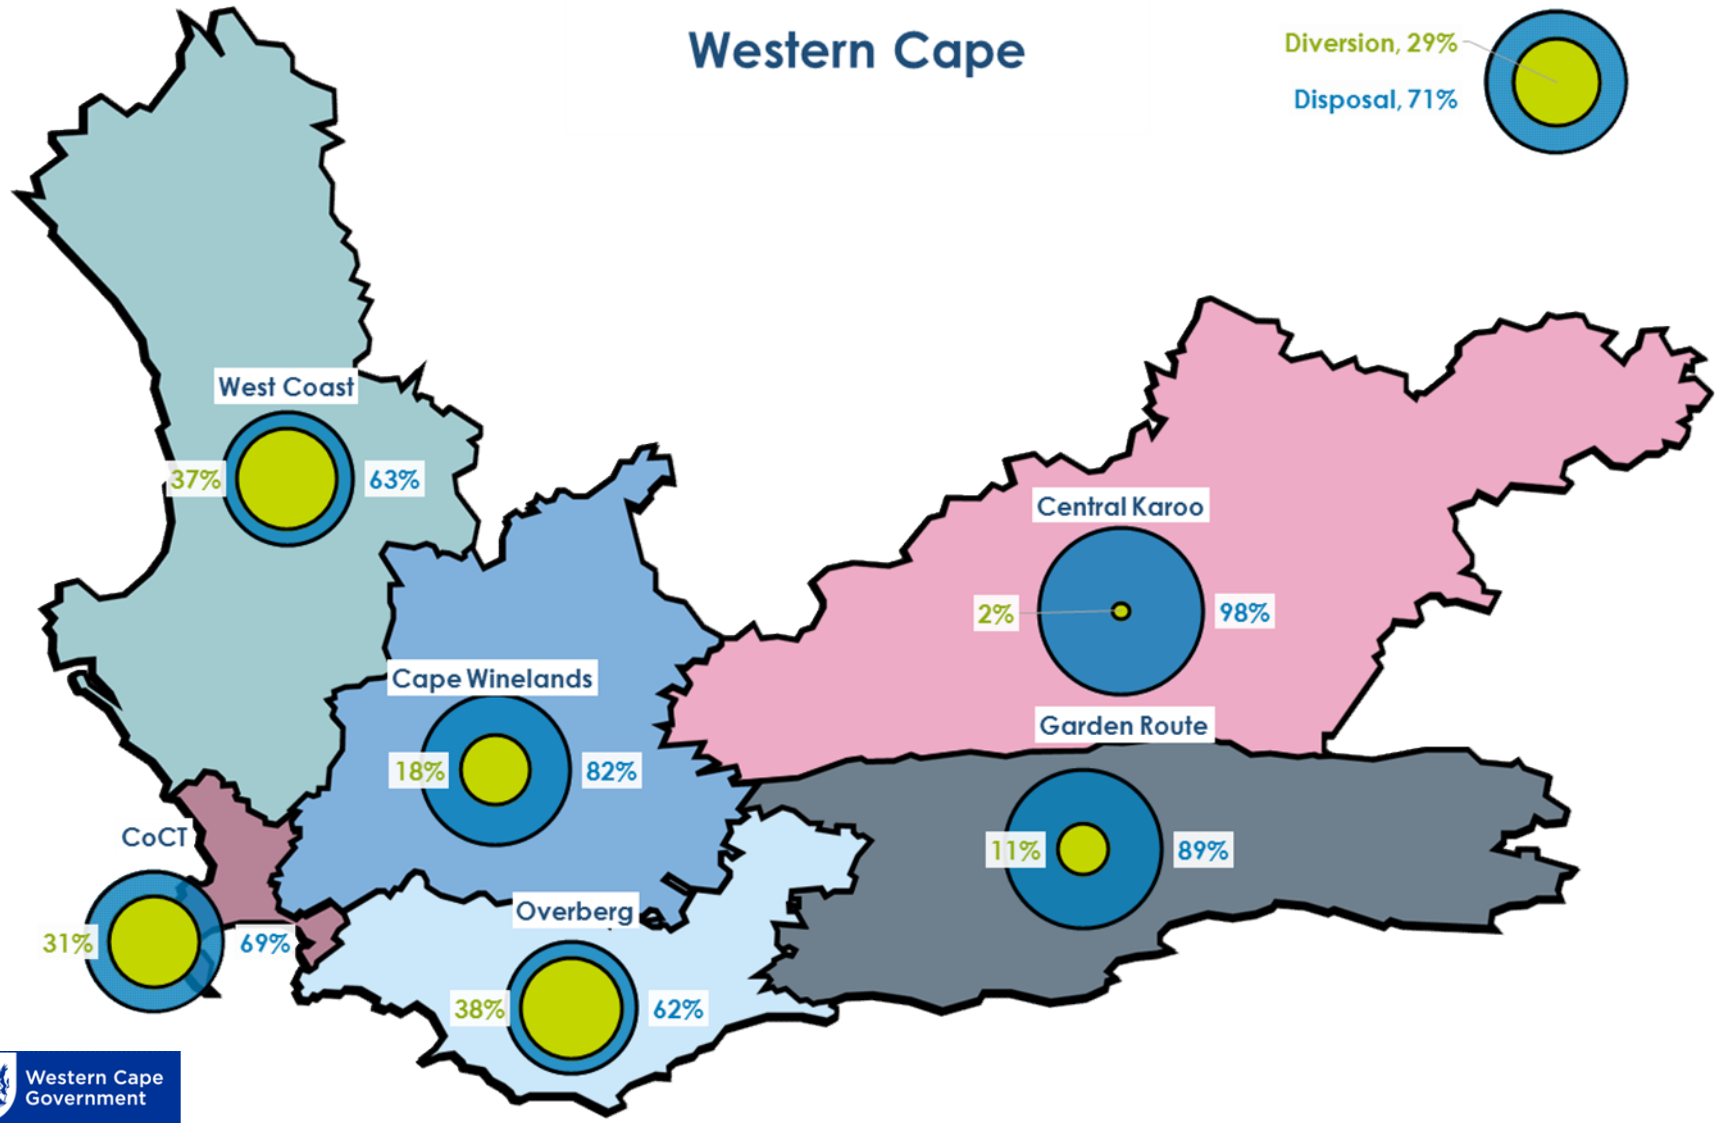 Western Cape
Diversion, 29%
Disposal, 71%
West Coast
37%
63%
Central Karoo
2%
98%
Cape Winelands
18%
82%
Garden Route
11%
89%
CoCT
31%
69%
Overberg
38%
62%
Western Cape
Government